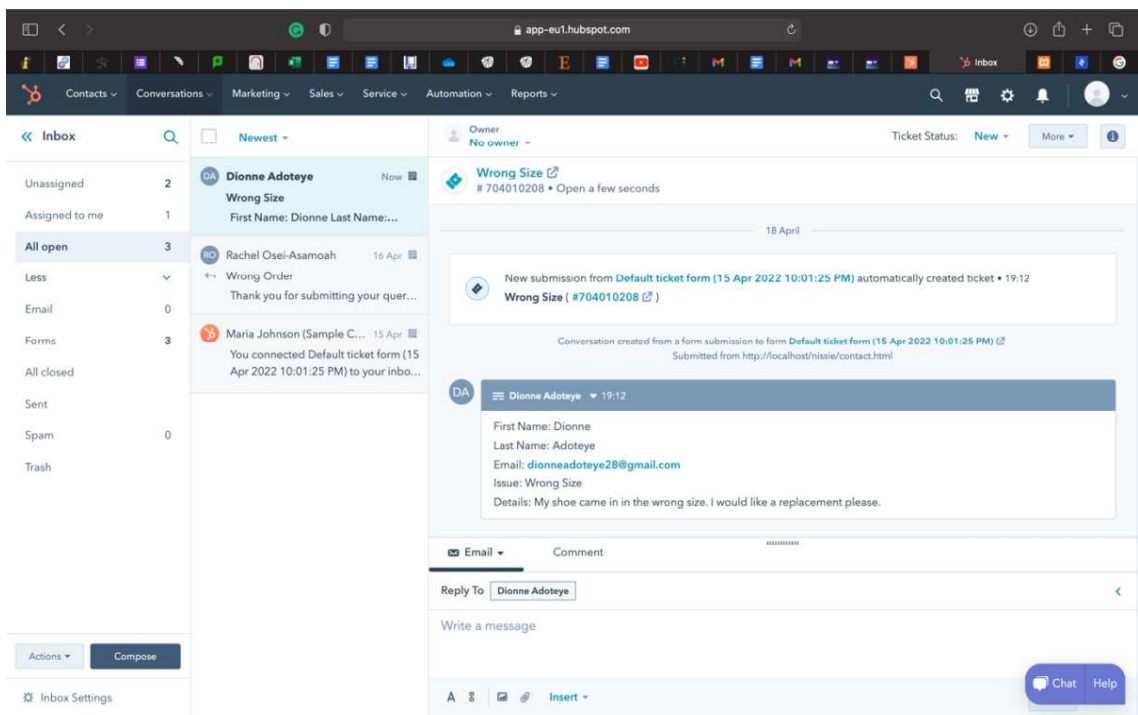 app-eu1.hubspot.com
Inbox
Contacts Conversations Marketing Sales Service Automation Reports
Inbox
Unassigned 2
Assigned to me 1
All open 3
Less
Email 0
Forms 3
All closed
Sent
Spam 0
Trash
Actions Compose
Inbox Settings
Newest
DA Dionne Adoteye Now
Wrong Size
First Name: Dionne Last Name:...
RO Rachel Osei-Asamoah 16 Apr
Wrong Order
Thank you for submitting your quer...
Maria Johnson (Sample C... 15 Apr
You connected Default ticket form (15
Apr 2022 10:01:25 PM) to your inbo...
Owner
No owner
Ticket Status: New More
Wrong Size
# 704010208 • Open a few seconds
18 April
New submission from Default ticket form (15 Apr 2022 10:01:25 PM) automatically created ticket • 19:12
Wrong Size ( #704010208 )
Conversation created from a form submission to form Default ticket form (15 Apr 2022 10:01:25 PM)
Submitted from http://localhost/nissie/contact.html
DA Dionne Adoteye 19:12
First Name: Dionne
Last Name: Adoteye
Email: dionneadoteye28@gmail.com
Issue: Wrong Size
Details: My shoe came in in the wrong size. I would like a replacement please.
Email Comment
Reply To Dionne Adoteye
Write a message
A Insert
Chat Help